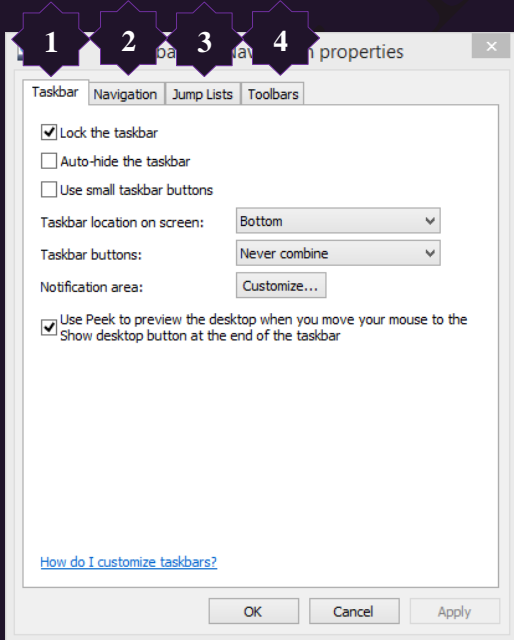 1 2 3 4
properties
Taskbar Navigation Jump Lists Toolbars
Lock the taskbar
Auto-hide the taskbar
Use small taskbar buttons
Taskbar location on screen: Bottom
Taskbar buttons: Never combine
Notification area: Customize...
Use Peek to preview the desktop when you move your mouse to the
Show desktop button at the end of the taskbar
How do I customize taskbars?
OK Cancel Apply